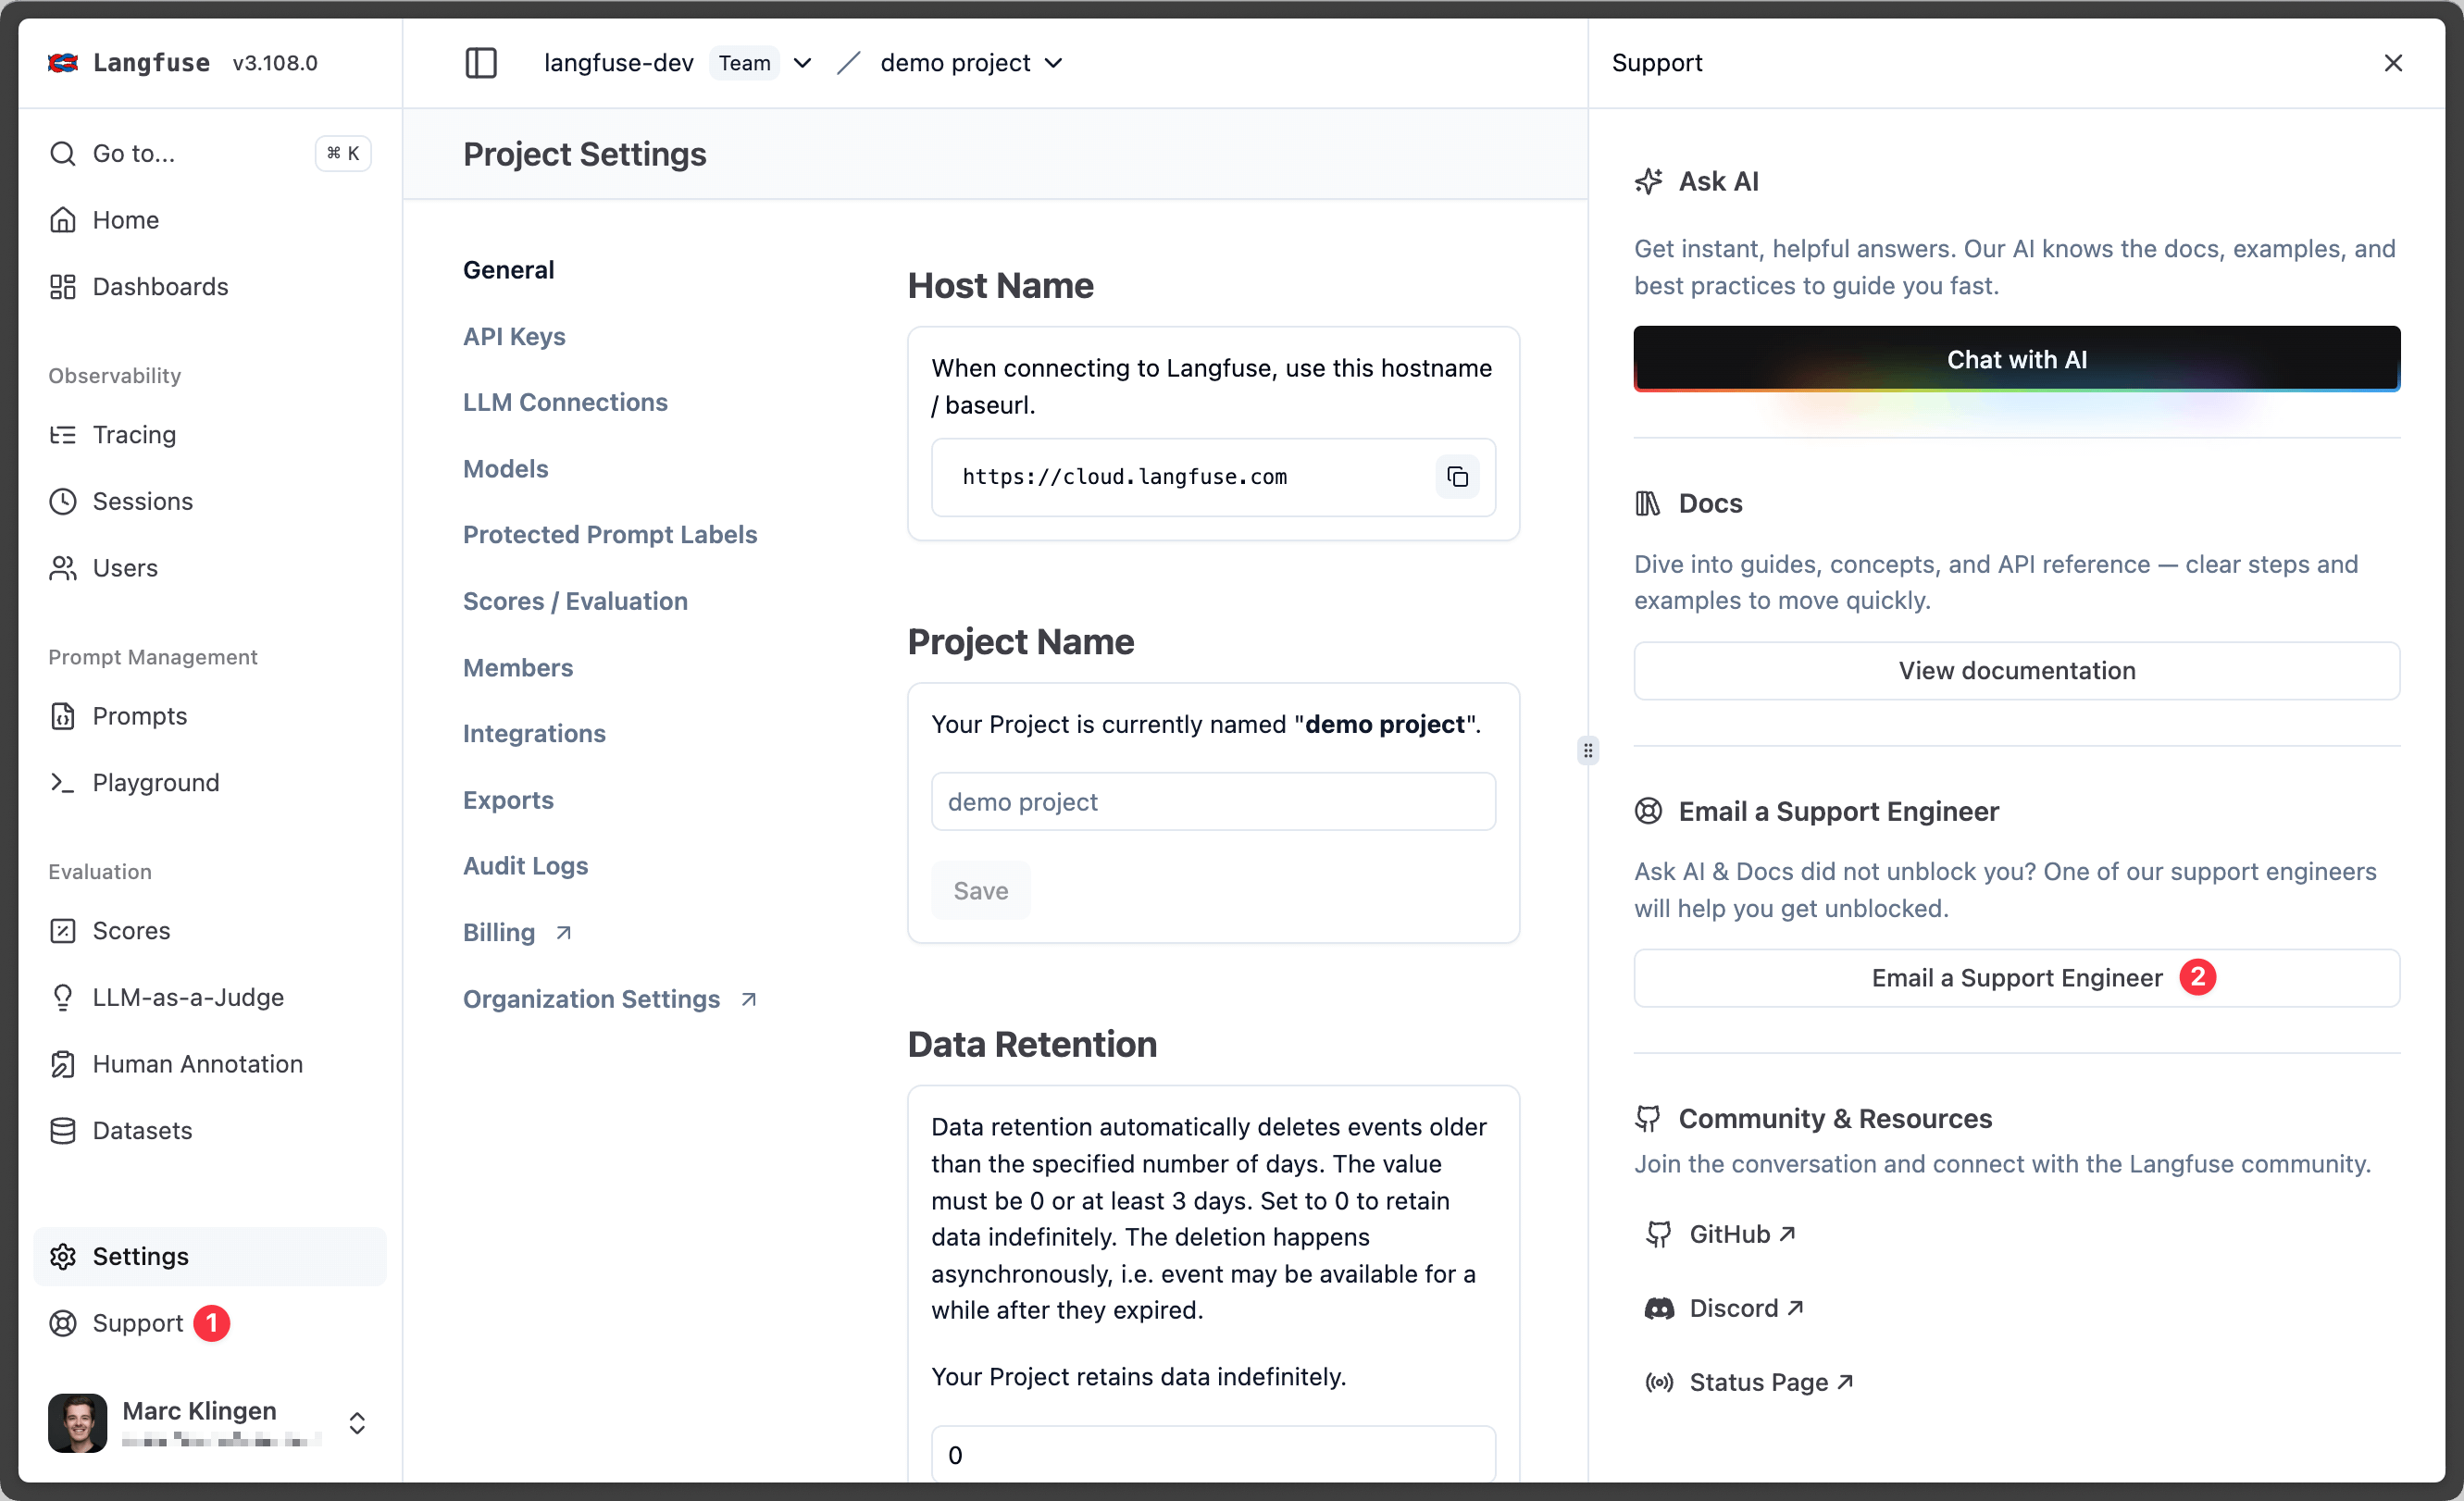 Langfuse v3.108.0
Go to...
⌘ K
Home
Dashboards
Observability
Tracing
Sessions
Users
Prompt Management
Prompts
Playground
Evaluation
Scores
LLM-as-a-Judge
Human Annotation
Datasets
Settings
Support 1
Marc Klingen
langfuse-dev Team / demo project
Project Settings
General
API Keys
LLM Connections
Models
Protected Prompt Labels
Scores / Evaluation
Members
Integrations
Exports
Audit Logs
Billing
Organization Settings
Host Name
When connecting to Langfuse, use this hostname
/ baseurl.
https://cloud.langfuse.com
Project Name
Your Project is currently named "demo project".
demo project
Save
Data Retention
Data retention automatically deletes events older
than the specified number of days. The value
must be 0 or at least 3 days. Set to 0 to retain
data indefinitely. The deletion happens
asynchronously, i.e. event may be available for a
while after they expired.
Your Project retains data indefinitely.
0
Support
Ask AI
Get instant, helpful answers. Our AI knows the docs, examples, and
best practices to guide you fast.
Chat with AI
Docs
Dive into guides, concepts, and API reference — clear steps and
examples to move quickly.
View documentation
Email a Support Engineer
Ask AI & Docs did not unblock you? One of our support engineers
will help you get unblocked.
Email a Support Engineer 2
Community & Resources
Join the conversation and connect with the Langfuse community.
GitHub
Discord
Status Page